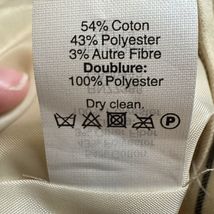 54% Coton
43% Polyester
3% Autre Fibre
Doublure:
100% Polyester
Dry clean.
P